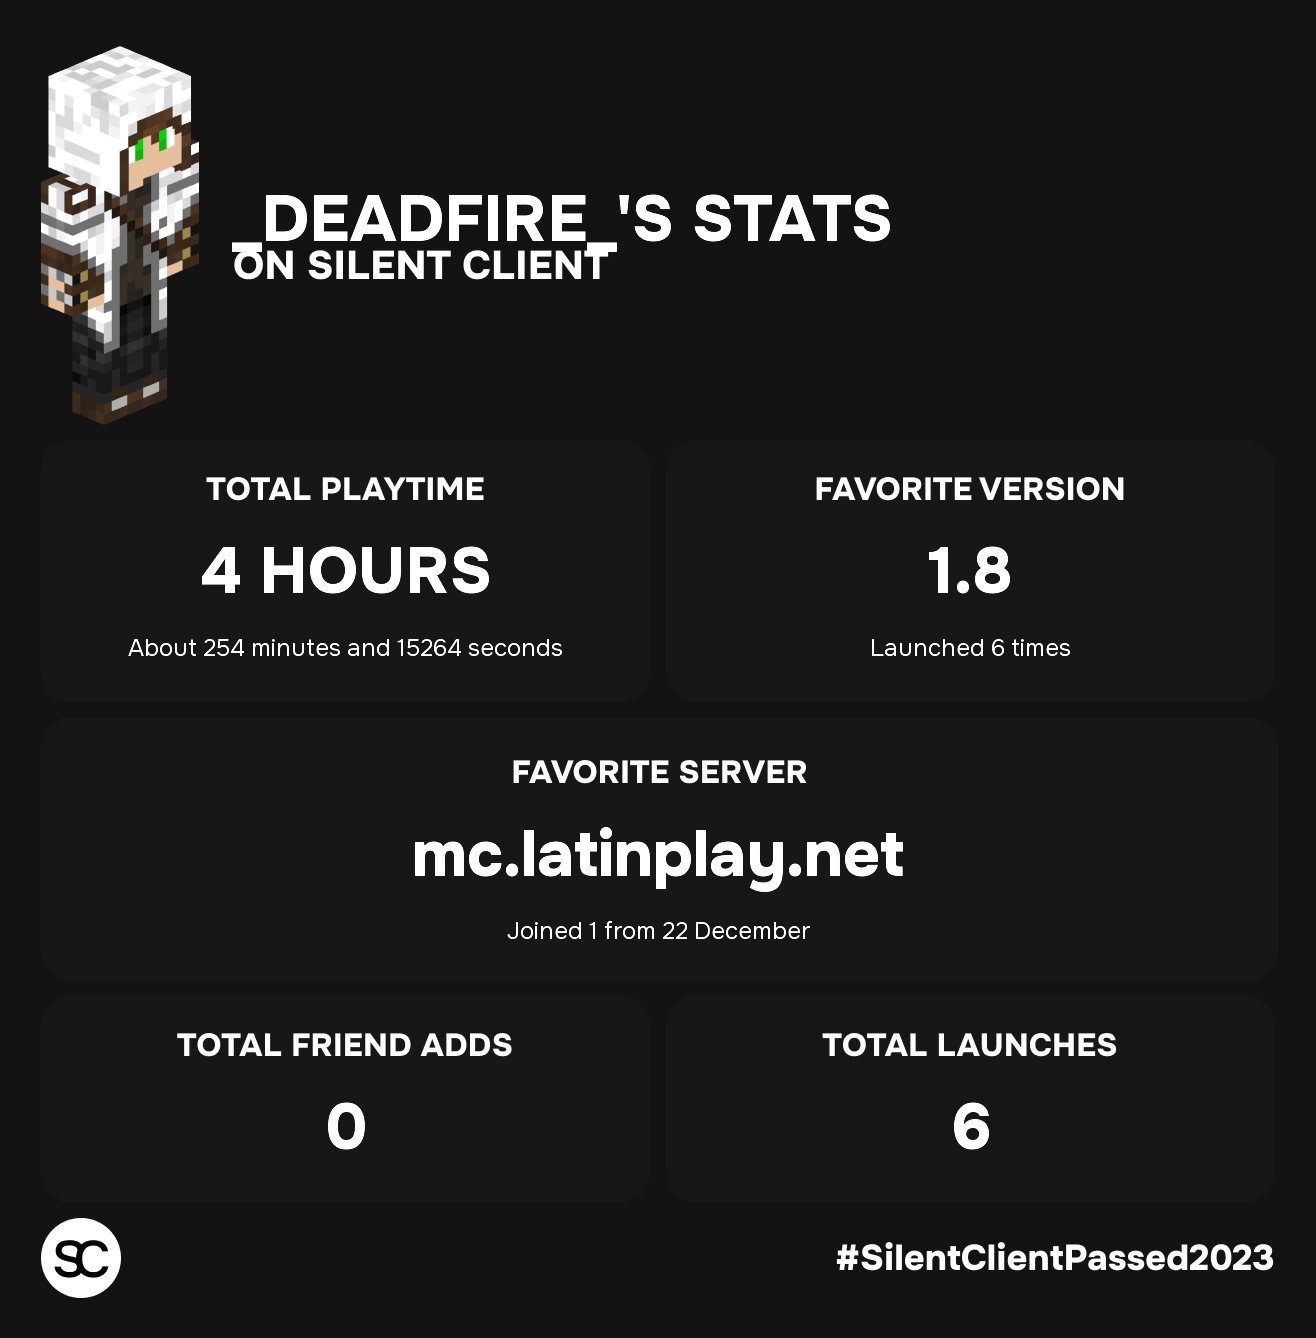 _DEADFIRE_'S STATS
ON SILENT CLIENT
TOTAL PLAYTIME
4 HOURS
About 254 minutes and 15264 seconds
FAVORITE VERSION
1.8
Launched 6 times
FAVORITE SERVER
mc.latinplay.net
Joined 1 from 22 December
TOTAL FRIEND ADDS
0
TOTAL LAUNCHES
6
SC
#SilentClientPassed2023